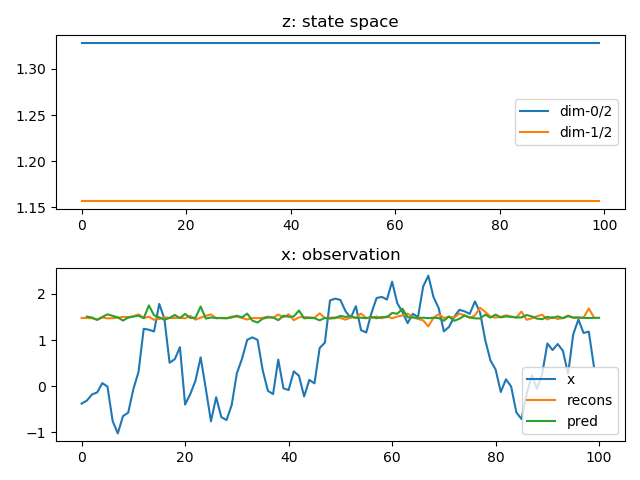 z: state space
1.30
1.25
1.20
1.15
dim-0/2
dim-1/2
0 20 40 60 80 100
x: observation
2
1
0
−1
x
recons
pred
0 20 40 60 80 100